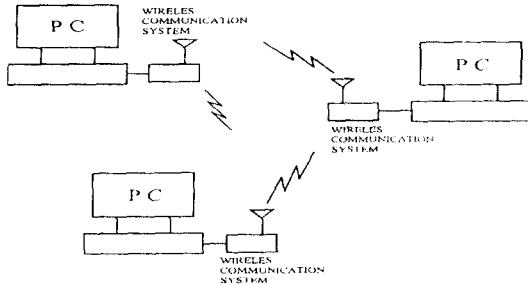 P C
WIRELES
COMMUNICATION
SYSTEM
P C
WIRELES
COMMUNICATION
SYSTEM
P C
WIRELES
COMMUNICATION
SYSTEM